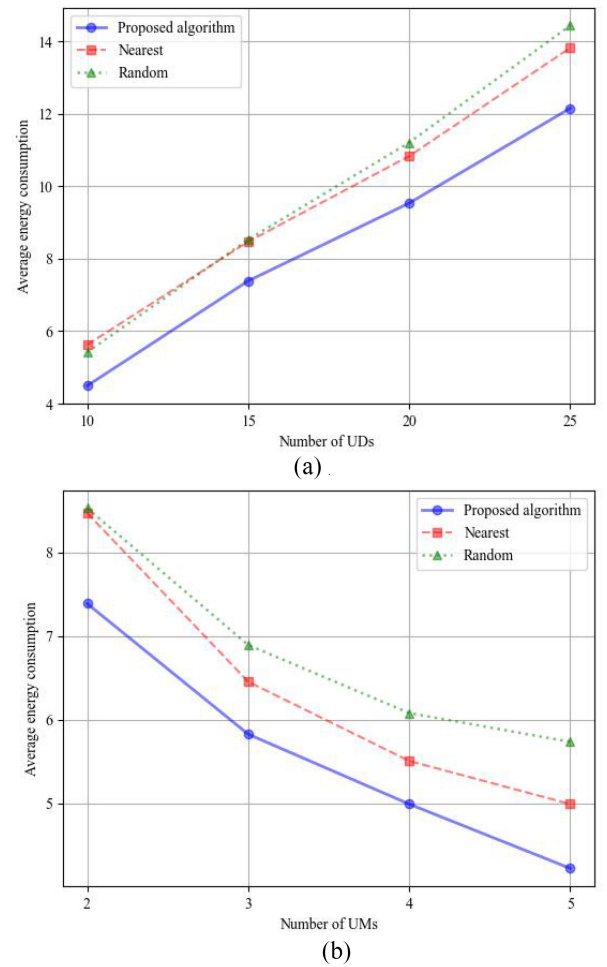 Proposed algorithm
Nearest
Random
Average energy consumption
14
12
10
8
6
4
10 15 20 25
Number of UDs
(a)
Proposed algorithm
Nearest
Random
Average energy consumption
8
7
6
5
2 3 4 5
Number of UMs
(b)